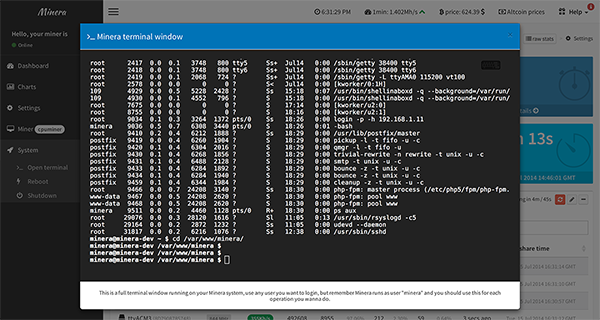 Minera
6:31:29 PM
1min: 1.402Mh/s
price: 624.39 $
Altcoin prices
Help
Hello, your miner is
Online
Minera terminal window
raw stats
Settings
Dashboard
Charts
Settings
Miner cpuminer
System
Open terminal
Reboot
Shutdown
root 2417 0.0 0.1 3748 800 tty5 Ss+ Jul14 0:00 /sbin/getty 38400 tty5
root 2418 0.0 0.1 3748 800 tty6 Ss+ Jul14 0:00 /sbin/getty 38400 tty6
root 2419 0.0 0.1 2068 724 ? Ss+ Jul14 0:00 /sbin/getty -L ttyAMA0 115200 vt100
root 2578 0.0 0.0 0 0 ? S< Jul14 0:00 [kworker/0:1H]
109 4929 0.0 0.5 5228 2428 ? S 15:18 0:07 /usr/bin/shellinaboxd -q --background=/var/run/
109 4930 0.0 0.1 4552 796 ? S 15:18 0:00 /usr/bin/shellinaboxd -q --background=/var/run/
root 7675 0.0 0.0 0 0 ? S 17:14 0:00 [kworker/u2:0]
root 8755 0.0 0.0 0 0 ? S 18:16 0:00 [kworker/u2:1]
root 9034 0.1 0.3 3264 1372 pts/0 Ss 18:26 0:01 login -p -h 192.168.1.11
minera 9036 0.5 0.7 6308 3440 pts/0 S 18:26 0:01 -bash
root 9410 0.2 0.4 6212 1888 ? Ss 18:29 0:00 /usr/lib/postfix/master
postfix 9419 0.0 0.4 6260 1984 ? S 18:29 0:00 pickup -l -t fifo -u -c
postfix 9420 0.1 0.4 6304 2016 ? S 18:29 0:00 qmgr -l -t fifo -u
postfix 9430 0.1 0.4 6268 1856 ? S 18:29 0:00 trivial-rewrite -n rewrite -t unix -u -c
postfix 9431 0.1 0.4 6488 2128 ? S 18:29 0:00 smtp -t unix -u -c
postfix 9433 0.1 0.4 6284 1892 ? S 18:29 0:00 bounce -z -t unix -u -c
postfix 9434 0.1 0.4 6284 1940 ? S 18:29 0:00 bounce -z -t unix -u -c
postfix 9459 0.1 0.4 6344 1984 ? S 18:29 0:00 cleanup -z -t unix -u -c
root 9466 0.0 0.7 24208 3140 ? Ss 18:30 0:00 php-fpm: master process (/etc/php5/fpm/php-fpm.
www-data 9467 0.0 0.5 24208 2620 ? S 18:30 0:00 php-fpm: pool www
www-data 9468 0.0 0.5 24208 2620 ? S 18:30 0:00 php-fpm: pool www
minera 9511 0.0 0.2 4460 1128 pts/0 R+ 18:30 0:00 ps aux
root 29076 0.0 0.3 28120 1616 ? Sl 11:05 0:13 /usr/sbin/rsyslogd -c5
root 29164 0.0 0.2 2872 1232 ? Ss 11:05 0:00 udevd --daemon
root 31817 0.0 0.2 6216 1076 ? Ss 12:38 0:00 /usr/sbin/sshd
minera@minera-dev ~ $ cd /var/www/minera/
minera@minera-dev /var/www/minera $
minera@minera-dev /var/www/minera $
minera@minera-dev /var/www/minera $
This is a full terminal window running on your Minera system, use any user you want to login, but remember Minera runs as user "minera" and you should use this for each
operation you wanna do.
13s
2014 14:46:01 GMT
in 4m / 45s
share time